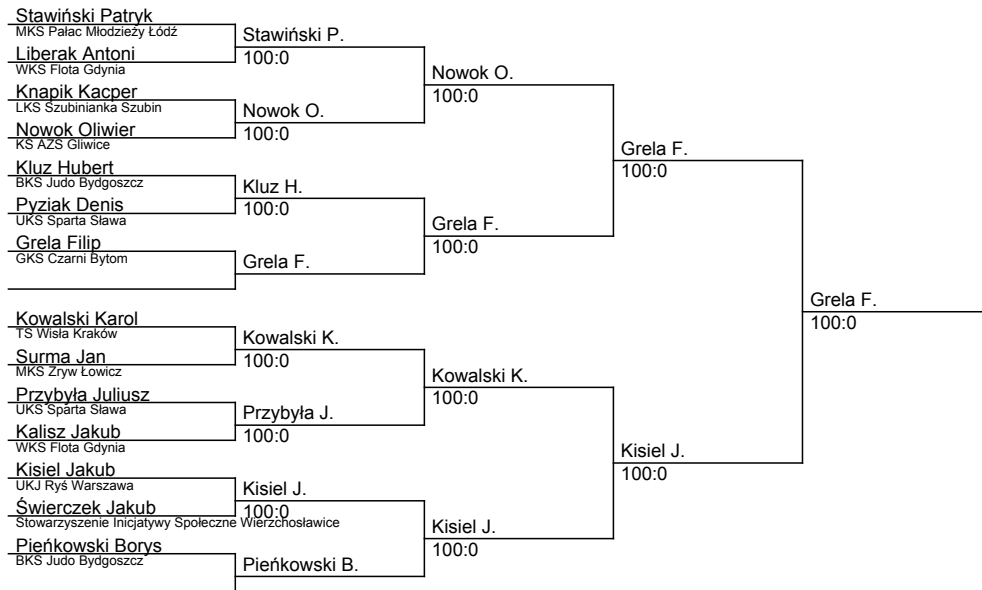 Stawiński Patryk
MKS Pałac Młodzieży Łódź
Liberak Antoni
WKS Flota Gdynia
Knapik Kacper
LKS Szubinianka Szubin
Nowok Oliwier
KS AZS Gliwice
Kluz Hubert
BKS Judo Bydgoszcz
Pyziak Denis
UKS Sparta Sława
Grela Filip
GKS Czarni Bytom
Kowalski Karol
TS Wisła Kraków
Surma Jan
MKS Zryw Łowicz
Przybyła Juliusz
UKS Sparta Sława
Kalisz Jakub
WKS Flota Gdynia
Kisiel Jakub
UKJ Ryś Warszawa
Świerczek Jakub
Stowarzyszenie Inicjatywy Społeczne Wierzchosławice
Pieńkowski Borys
BKS Judo Bydgoszcz
Stawiński P.
100:0
Nowok O.
100:0
Kluz H.
100:0
Grela F.
Kowalski K.
100:0
Przybyła J.
100:0
Kisiel J.
100:0
Pieńkowski B.
Nowok O.
100:0
Grela F.
100:0
Kowalski K.
100:0
Kisiel J.
100:0
Grela F.
100:0
Kisiel J.
100:0
Grela F.
100:0